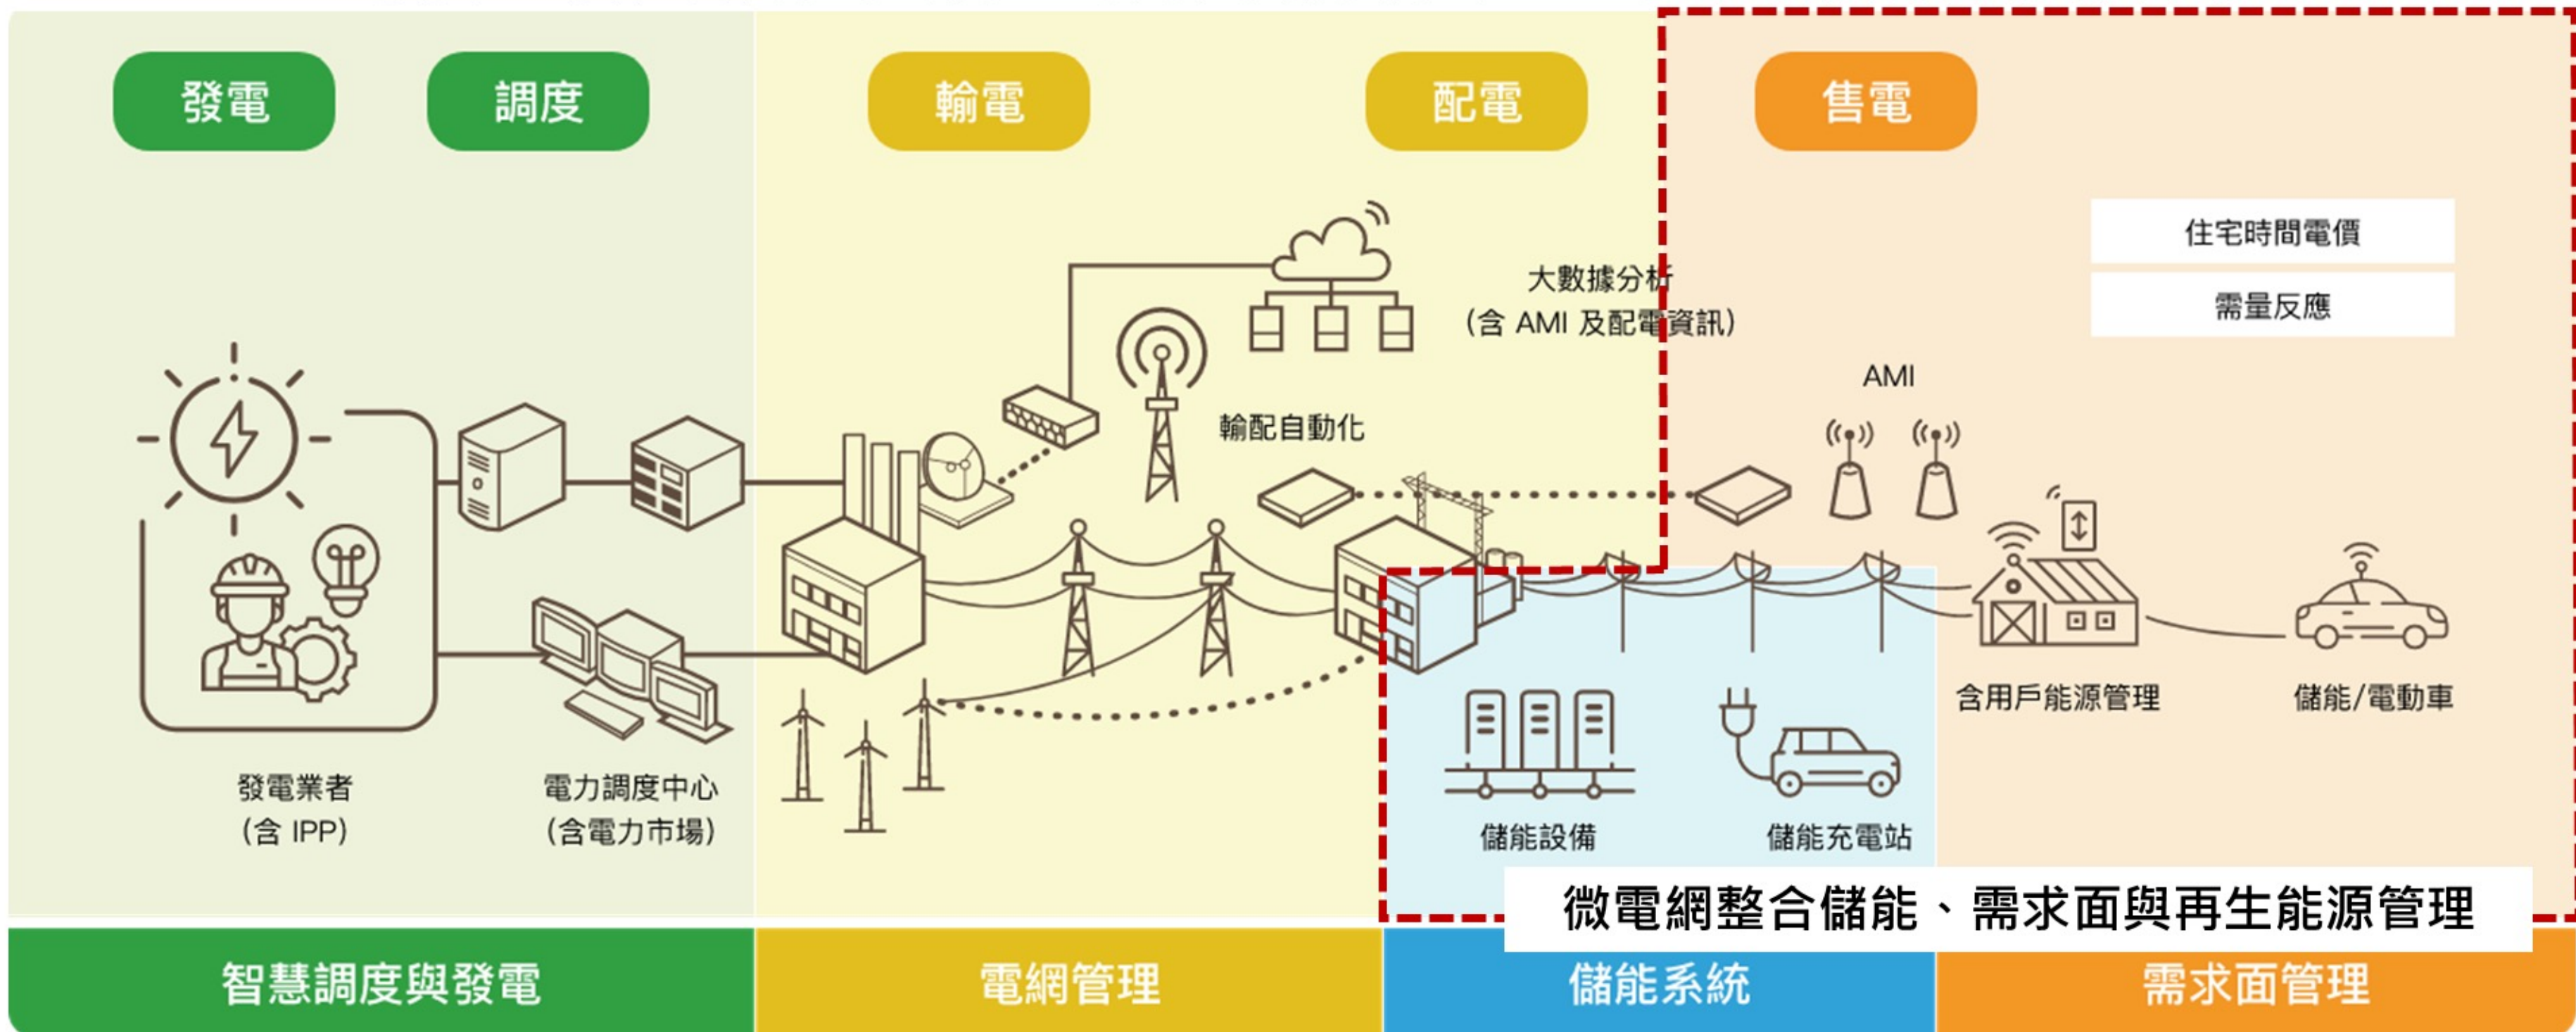 發電
調度
輸電
配電
售電
住宅時間電價
需量反應
大數據分析
(含 AMI 及配電資訊)
AMI
輸配自動化
發電業者
(含 IPP)
電力調度中心
(含電力市場)
含用戶能源管理
儲能/電動車
儲能設備
儲能充電站
微電網整合儲能、需求面與再生能源管理
智慧調度與發電
電網管理
儲能系統
需求面管理